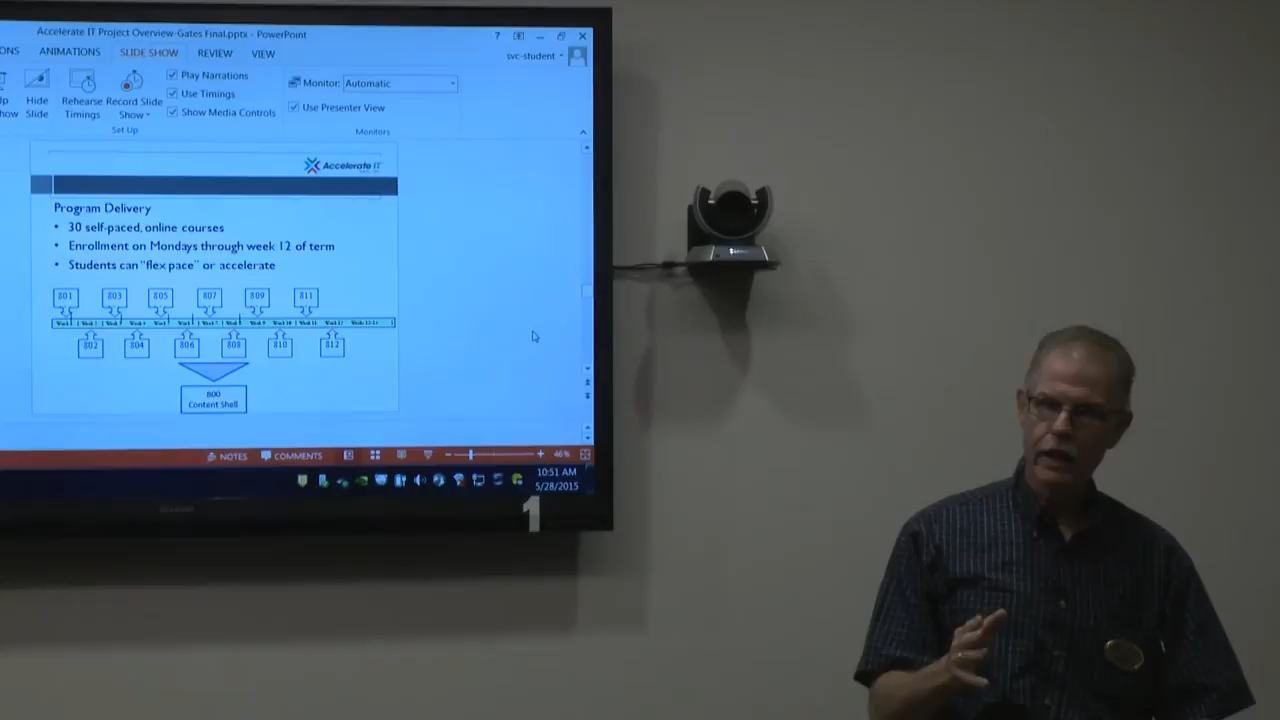 Accelerate IT Project Overview-Gates Final.pptx - PowerPoint
?
ONS ANIMATIONS SLIDE SHOW REVIEW VIEW
svc-student
Hide Slide
Rehearse Timings
Record Slide Show
Play Narrations
Use Timings
Show Media Controls
Set Up
Monitor: Automatic
Use Presenter View
Monitors
Accelerate IT
Program Delivery
• 30 self-paced, online courses
• Enrollment on Mondays through week 12 of term
• Students can "flex pace" or accelerate
801 803 805 807 809 811
802 804 806 808 810 812
800
Content Shell
NOTES COMMENTS 46%
10:51 AM
5/28/2015
1